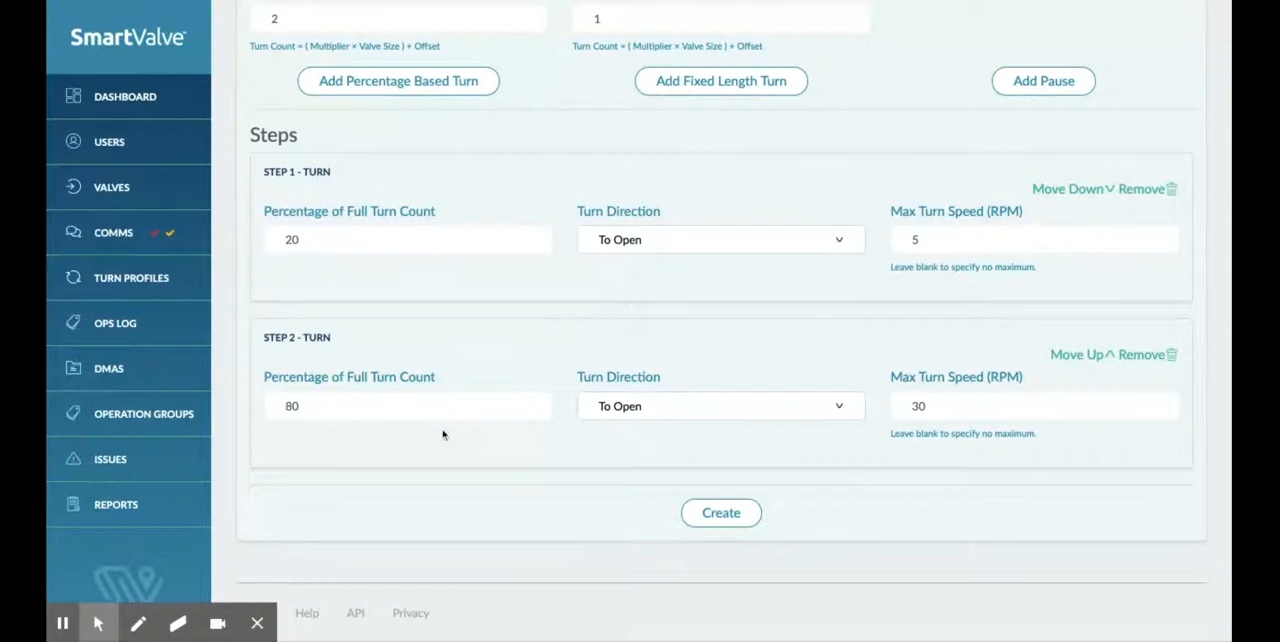 SmartValve
DASHBOARD
USERS
VALVES
COMMS
TURN PROFILES
OPS LOG
DMAS
OPERATION GROUPS
ISSUES
REPORTS
2
1
Turn Count = ( Multiplier × Valve Size ) + Offset
Turn Count = ( Multiplier × Valve Size ) + Offset
Add Percentage Based Turn
Add Fixed Length Turn
Add Pause
Steps
STEP 1 - TURN
Move Down Remove
Percentage of Full Turn Count
Turn Direction
Max Turn Speed (RPM)
20
To Open
5
Leave blank to specify no maximum.
STEP 2 - TURN
Move Up Remove
Percentage of Full Turn Count
Turn Direction
Max Turn Speed (RPM)
80
To Open
30
Leave blank to specify no maximum.
Create
Help
API
Privacy